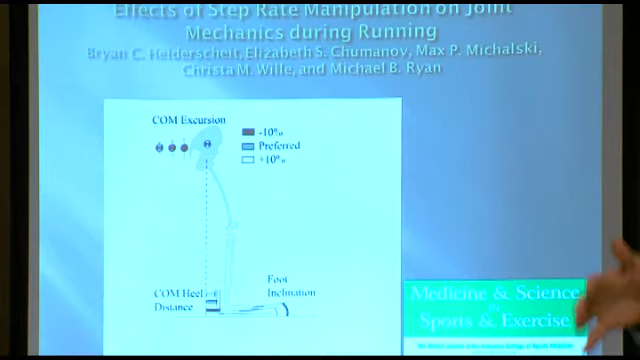 Effects of Step Rate Manipulation on Joint
Mechanics during Running
Bryan C. Heiderscheit, Elizabeth S. Chumanov, Max P. Michalski,
Christa M. Wille, and Michael B. Ryan
COM Excursion
-10%
Preferred
+10%
COM Heel
Distance
Foot
Inclination
Medicine & Science
IN
Sports & Exercise